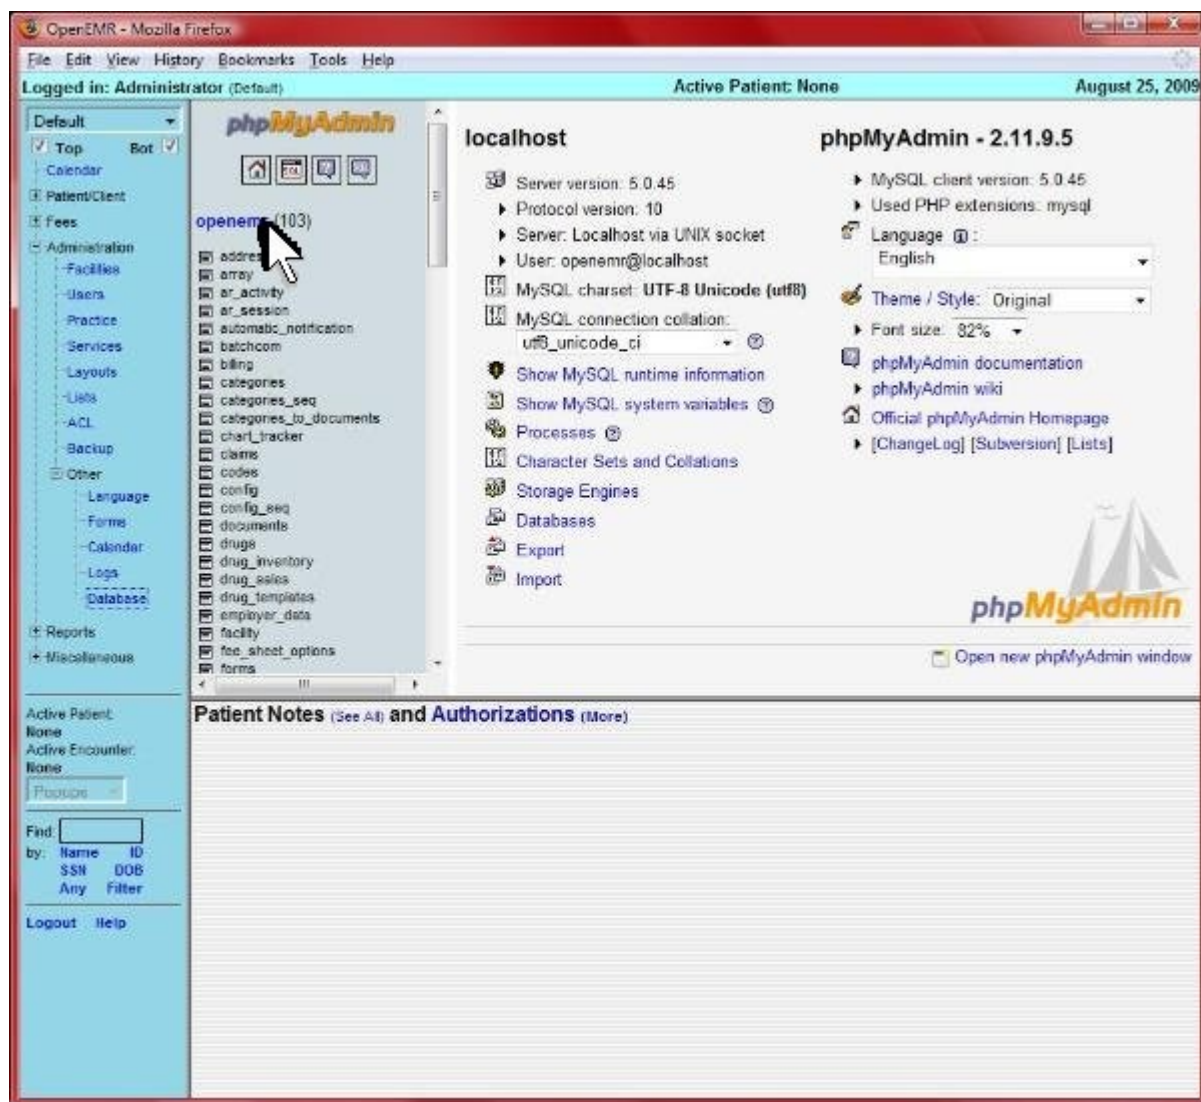 OpenEMR - Mozilla Firefox
File Edit View History Bookmarks Tools Help
Logged in: Administrator (Default) Active Patient: None August 25, 2009
Default
Top Bot
Calendar
Patient/Client
Fees
Administration
Facilities
Users
Practice
Services
Layouts
Lists
ACL
Backup
Other
Language
Forms
Calendar
Logs
Database
Reports
Miscellaneous
Active Patient:
None
Active Encounter:
None
Popups
Find:
by: Name ID
SSN DOB
Any Filter
Logout Help
phpMyAdmin
SQL
openemr (103)
array
ar_activity
ar_session
automatic_notification
batchcom
billing
categories
categories_seq
categories_to_documents
chart_tracker
claims
codes
config
config_seq
documents
drugs
drug_inventory
drug_sales
drug_templates
employer_data
facility
fee_sheet_options
forms
localhost
Server version: 5.0.45
Protocol version: 10
Server: Localhost via UNIX socket
User: openemr@localhost
MySQL charset: UTF-8 Unicode (utf8)
MySQL connection collation:
utf8_unicode_ci
Show MySQL runtime information
Show MySQL system variables
Processes
Character Sets and Collations
Storage Engines
Databases
Export
Import
phpMyAdmin - 2.11.9.5
MySQL client version: 5.0.45
Used PHP extensions: mysql
Language :
English
Theme / Style: Original
Font size: 82%
phpMyAdmin documentation
phpMyAdmin wiki
Official phpMyAdmin Homepage
[ChangeLog] [Subversion] [Lists]
phpMyAdmin
Open new phpMyAdmin window
Patient Notes (See All) and Authorizations (More)